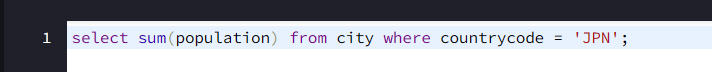 1 select sum(population) from city where countrycode = 'JPN';